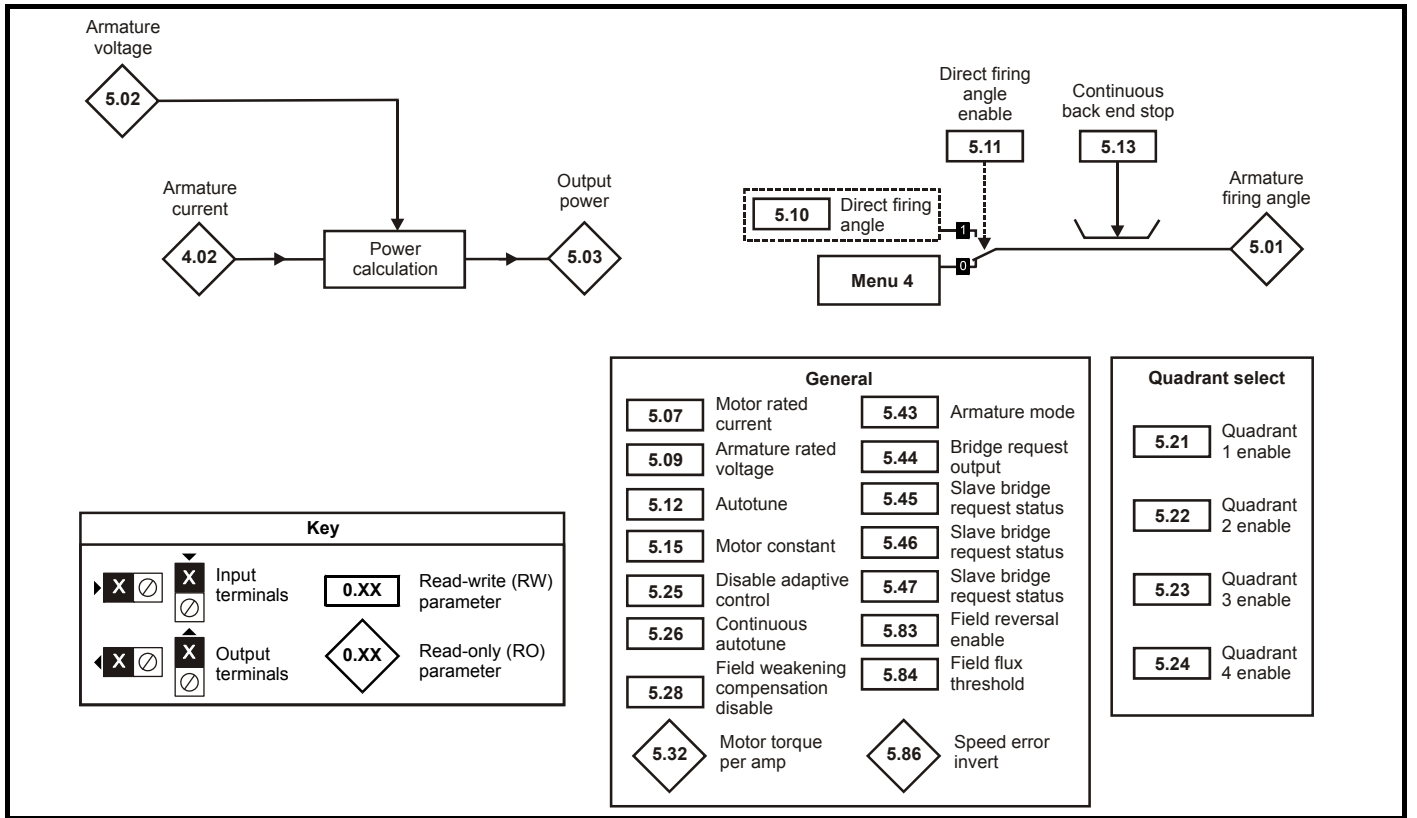 Armature
voltage
5.02
Armature
current
4.02
Power
calculation
Output
power
5.03
Direct firing
angle
enable
5.11
Continuous
back end stop
5.13
5.10
Direct firing
angle
1
0
Menu 4
Armature
firing angle
5.01
Key
X
X
Input
terminals
X
X
Output
terminals
0.XX
Read-write (RW)
parameter
0.XX
Read-only (RO)
parameter
General
5.07
Motor rated
current
5.09
Armature rated
voltage
5.12
Autotune
5.15
Motor constant
5.25
Disable adaptive
control
5.26
Continuous
autotune
5.28
Field weakening
compensation
disable
5.32
Motor torque
per amp
5.43
Armature mode
5.44
Bridge request
output
5.45
Slave bridge
request status
5.46
Slave bridge
request status
5.47
Slave bridge
request status
5.83
Field reversal
enable
5.84
Field flux
threshold
5.86
Speed error
invert
Quadrant select
5.21
Quadrant
1 enable
5.22
Quadrant
2 enable
5.23
Quadrant
3 enable
5.24
Quadrant
4 enable